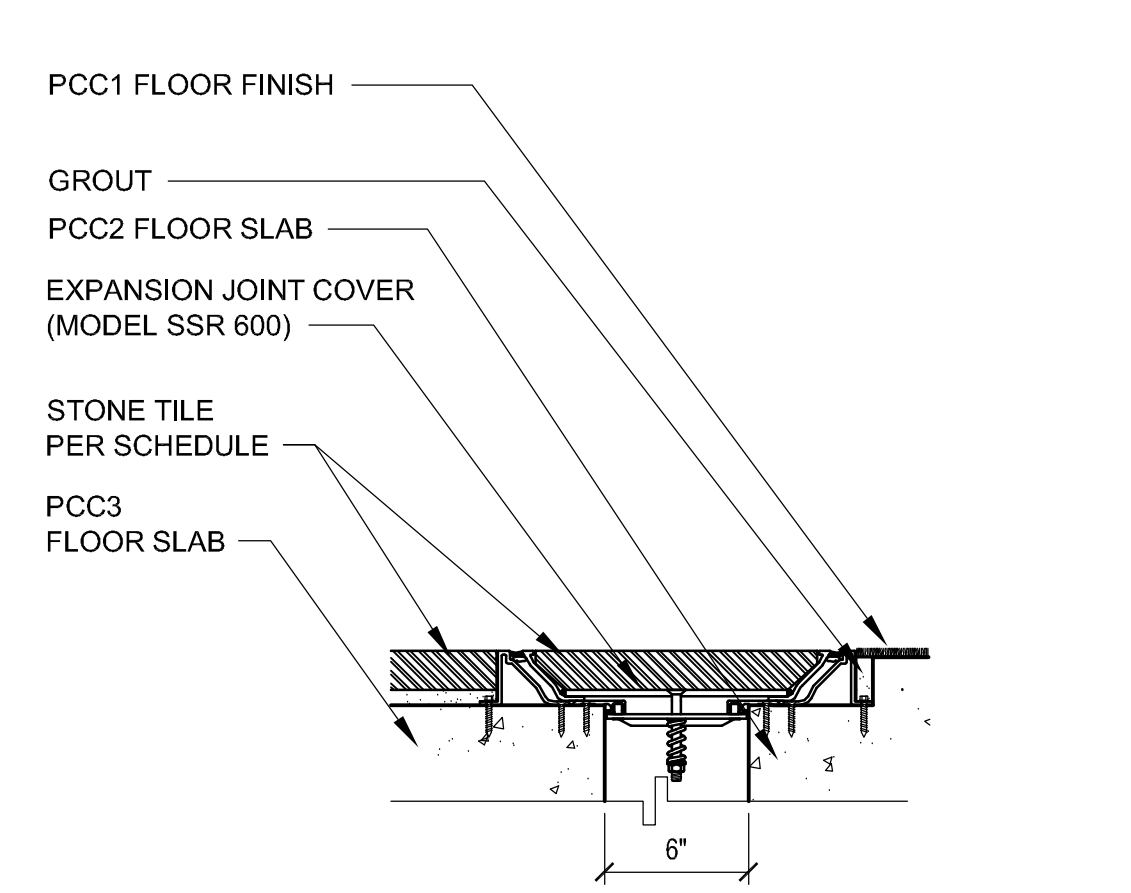 PCC1 FLOOR FINISH
GROUT
PCC2 FLOOR SLAB
EXPANSION JOINT COVER
(MODEL SSR 600)
STONE TILE
PER SCHEDULE
PCC3
FLOOR SLAB
6"